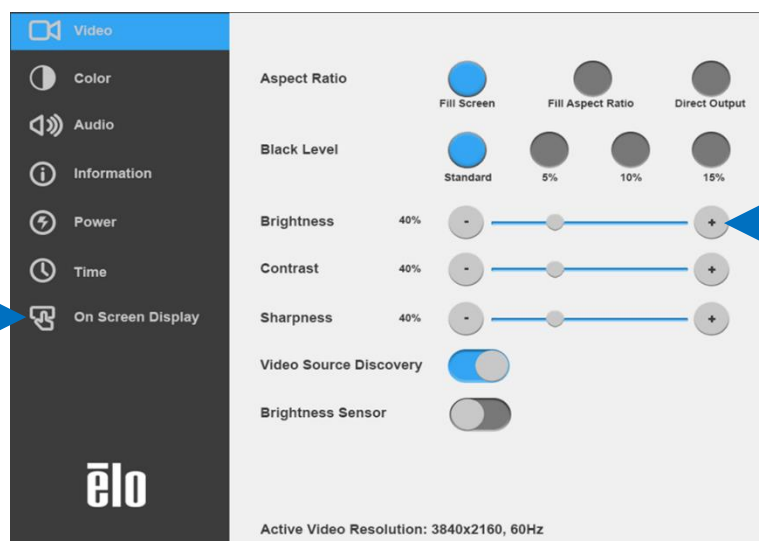 Video
Color
Audio
Information
Power
Time
On Screen Display
ēlo
Aspect Ratio
Fill Screen Fill Aspect Ratio Direct Output
Black Level
Standard 5% 10% 15%
Brightness 40% - +
Contrast 40% - +
Sharpness 40% - +
Video Source Discovery
Brightness Sensor
Active Video Resolution: 3840x2160, 60Hz